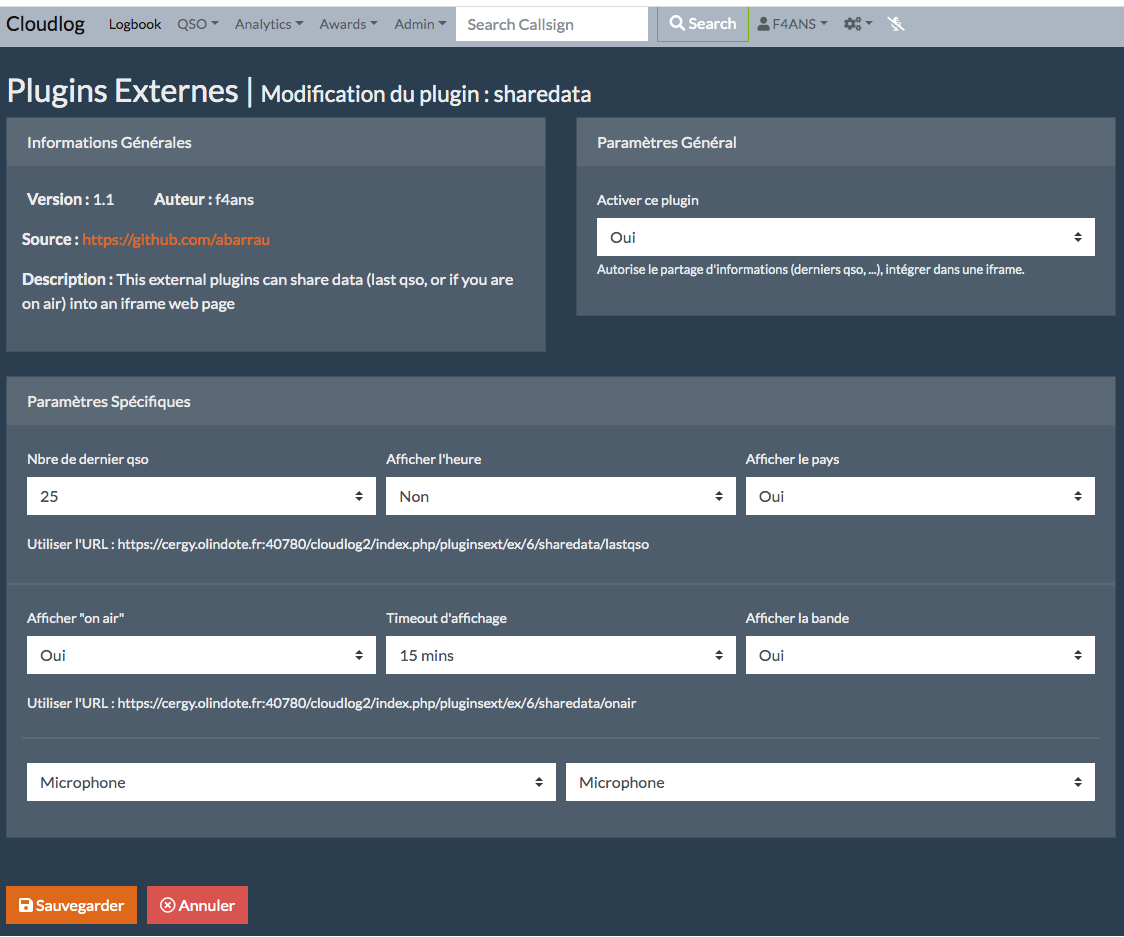 Cloudlog Logbook QSO Analytics Awards Admin Search Callsign Search F4ANS
Plugins Externes | Modification du plugin : sharedata
Informations Générales
Version : 1.1 Auteur : f4ans
Source : https://github.com/abarrau
Description : This external plugins can share data (last qso, or if you are
on air) into an iframe web page
Paramètres Général
Activer ce plugin
Oui
Autorise le partage d'informations (derniers qso, ...), intégrer dans une iframe.
Paramètres Spécifiques
Nbre de dernier qso Afficher l'heure Afficher le pays
25 Non Oui
Utiliser l'URL : https://cergy.olindote.fr:40780/cloudlog2/index.php/pluginsext/ex/6/sharedata/lastqso
Afficher "on air" Timeout d'affichage Afficher la bande
Oui 15 mins Oui
Utiliser l'URL : https://cergy.olindote.fr:40780/cloudlog2/index.php/pluginsext/ex/6/sharedata/onair
Microphone Microphone
Sauvegarder Annuler